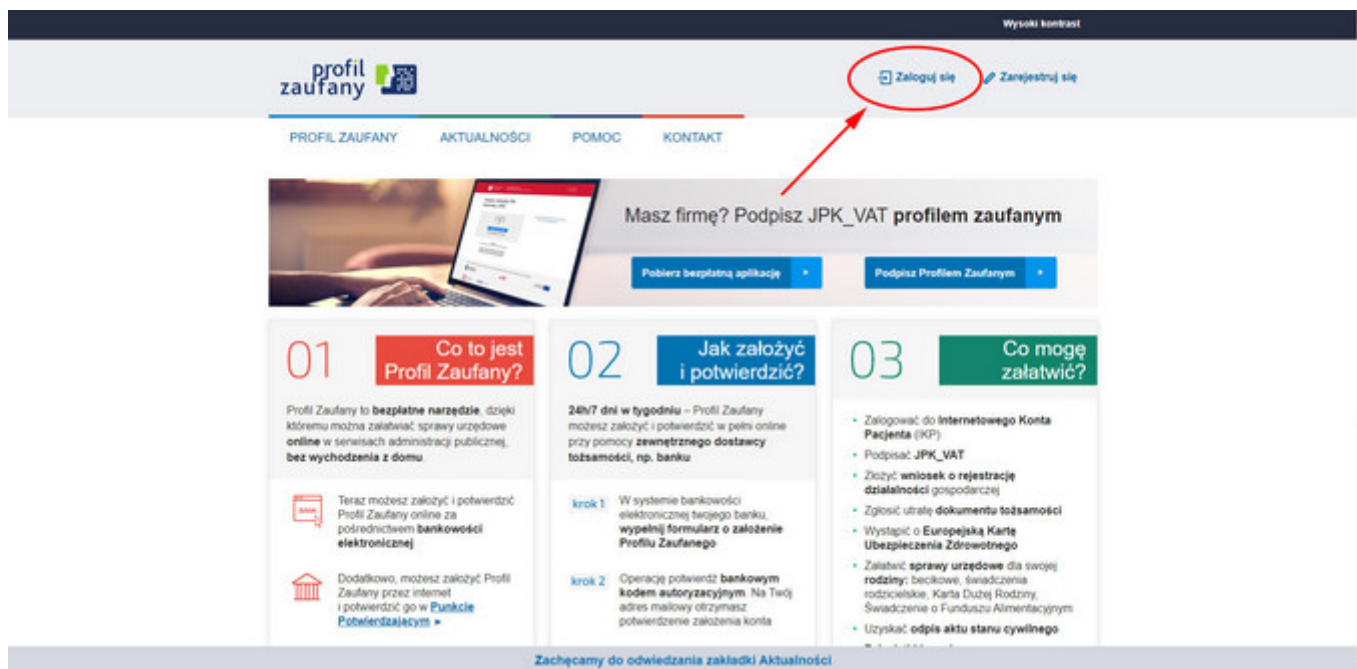 Wysoki kontrast
profil
zaufany
Zaloguj się
Zarejestruj się
PROFIL ZAUFANY
AKTUALNOŚCI
POMOC
KONTAKT
Masz firmę? Podpisz JPK_VAT profilem zaufanym
Pobierz bezpłatną aplikację
Podpisz Profilem Zaufanym
01
Co to jest
Profil Zaufany?
Profil Zaufany to bezpłatne narzędzie, dzięki
któremu można załatwiać sprawy urzędowe
online w serwisach administracji publicznej,
bez wychodzenia z domu.
Teraz możesz założyć i potwierdzić
Profil Zaufany online za
pośrednictwem bankowości
elektronicznej
Dodatkowo, możesz założyć Profil
Zaufany przez internet
i potwierdzić go w Punkcie
Potwierdzającym
02
Jak założyć
i potwierdzić?
24h/7 dni w tygodniu – Profil Zaufany
możesz założyć i potwierdzić w pełni online
przy pomocy zewnętrznego dostawcy
tożsamości, np. banku
krok 1
W systemie bankowości
elektronicznej twojego banku,
wypełnij formularz o założenie
Profilu Zaufanego
krok 2
Operację potwierdź bankowym
kodem autoryzacyjnym. Na Twój
adres mailowy otrzymasz
potwierdzenie założenia konta
03
Co mogę
załatwić?
Zalogować do Internetowego Konta
Pacjenta (IKP)
Podpisać JPK_VAT
Złożyć wniosek o rejestrację
działalności gospodarczej
Zgłosić utratę dokumentu tożsamości
Wystąpić o Europejską Kartę
Ubezpieczenia Zdrowotnego
Załatwić sprawy urzędowe dla swojej
rodziny: becikowe, świadczenia
rodzicielskie, Karta Dużej Rodziny,
Świadczenie o Funduszu Alimentacyjnym
Uzyskać odpis aktu stanu cywilnego
Zachęcamy do odwiedzania zakładki Aktualności